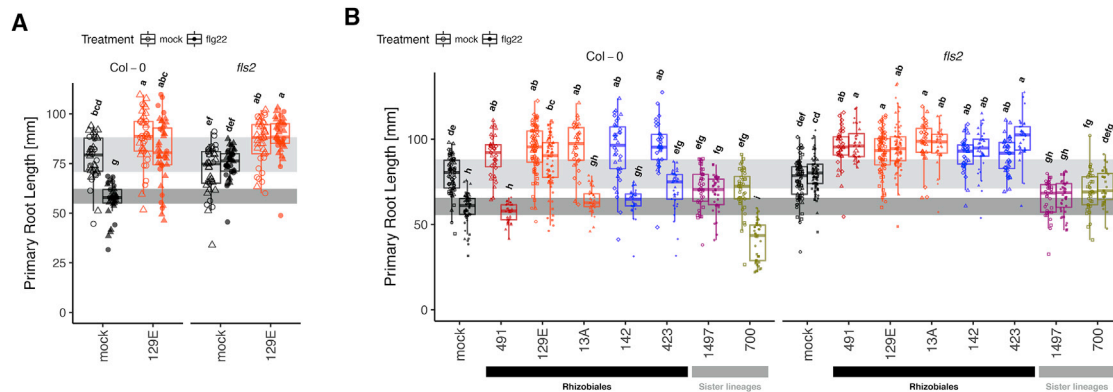 A
Treatment mock flg22
Col-0 fls2
bcd g a abc ef def ab a
Primary Root Length [mm]
100
75
50
25
0
mock 129E mock 129E
B
Treatment mock flg22
Col-0 fls2
de h ab h ab bc ab gh ab gh ab efg efg fg efg i
def cd ab a a ab a ab ab ab ab a gh gh fg defg
Primary Root Length [mm]
100
50
0
mock 491 129E 13A 142 423 1497 700
mock 491 129E 13A 142 423 1497 700
Rhizobiales Sister lineages Rhizobiales Sister lineages